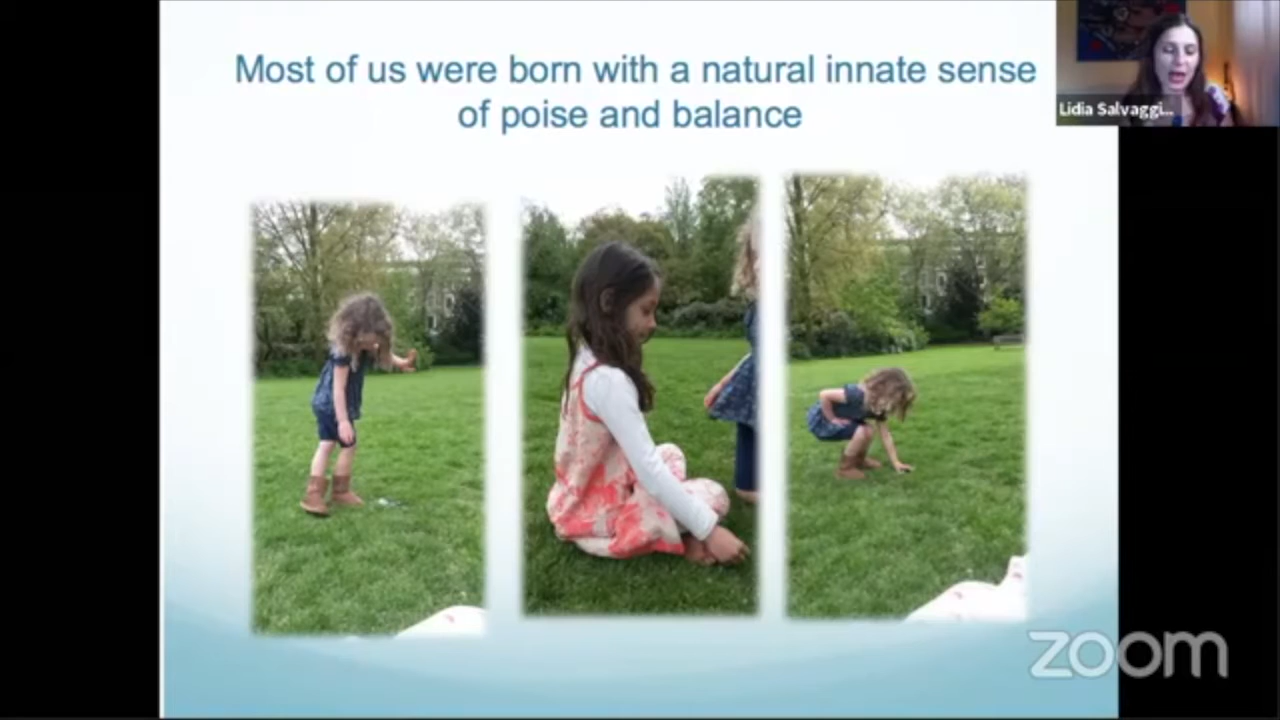 Most of us were born with a natural innate sense
of poise and balance
Lidia Salvaggi...
zoom